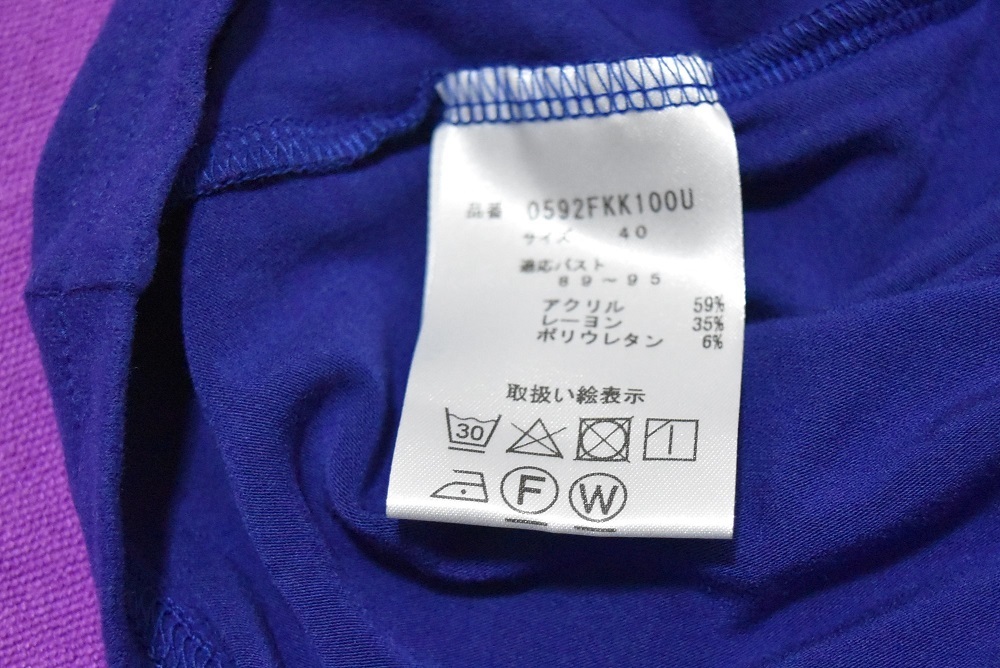 品番 0592FKK100U
サイズ 40
適応バスト
89～95
アクリル 59%
レーヨン 35%
ポリウレタン 6%
取扱い絵表示
30
F W